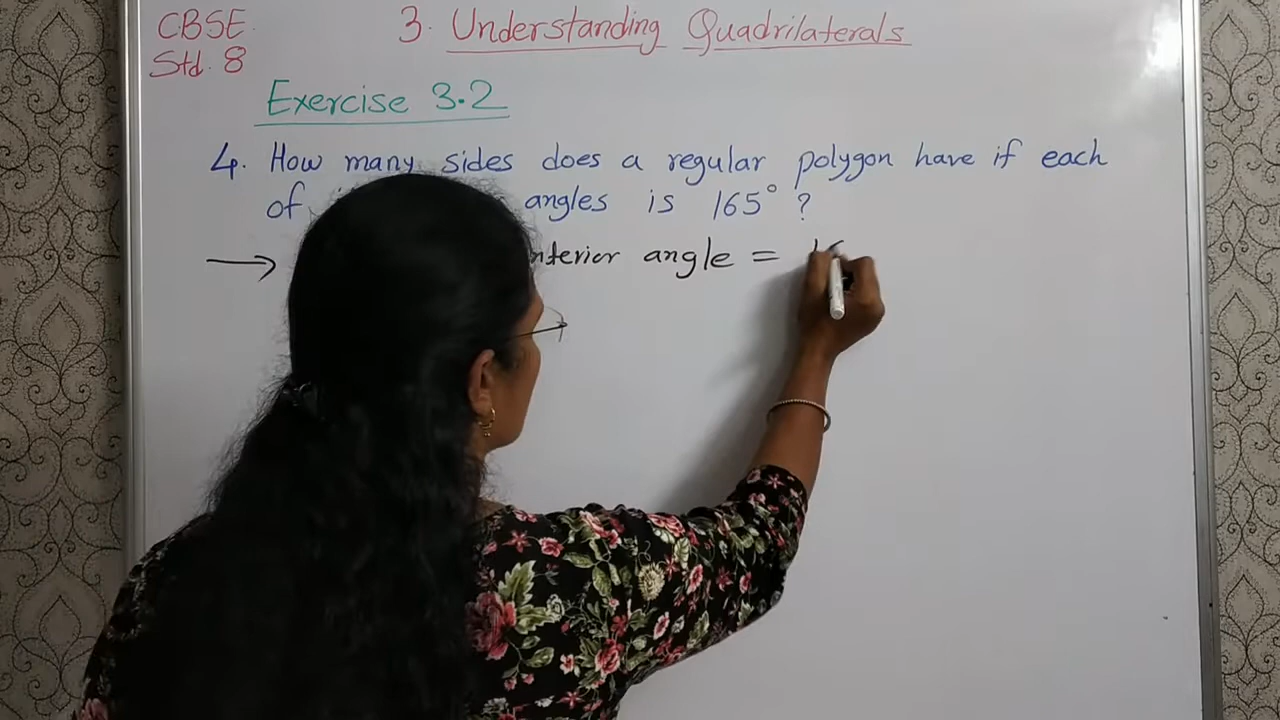 CBSE.
Std. 8
3. Understanding Quadrilaterals
Exercise 3.2
4. How many sides does a regular polygon have if each
of angles is 165° ?
→ nterior angle =